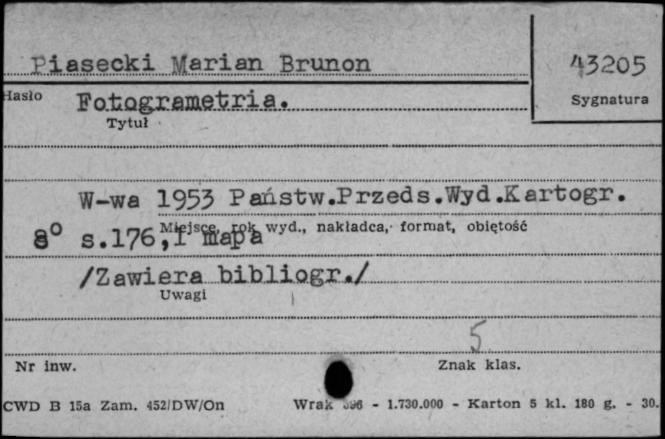 Piasecki Marian Brunon
43205
Hasło
Sygnatura
Fotogrametria.
Tytuł
W-wa 1953 Państw.Przeds.Wyd.Kartogr.
Miejsce, rok wyd., nakładca, format, objętość
8° s.176,1 mapa
/Zawiera bibliogr./
Uwagi
5
Nr inw.
Znak klas.
CWD B 15a Zam. 452/DW/On
Wrak 396 - 1.730.000 - Karton 5 kl. 180 g. - 30.